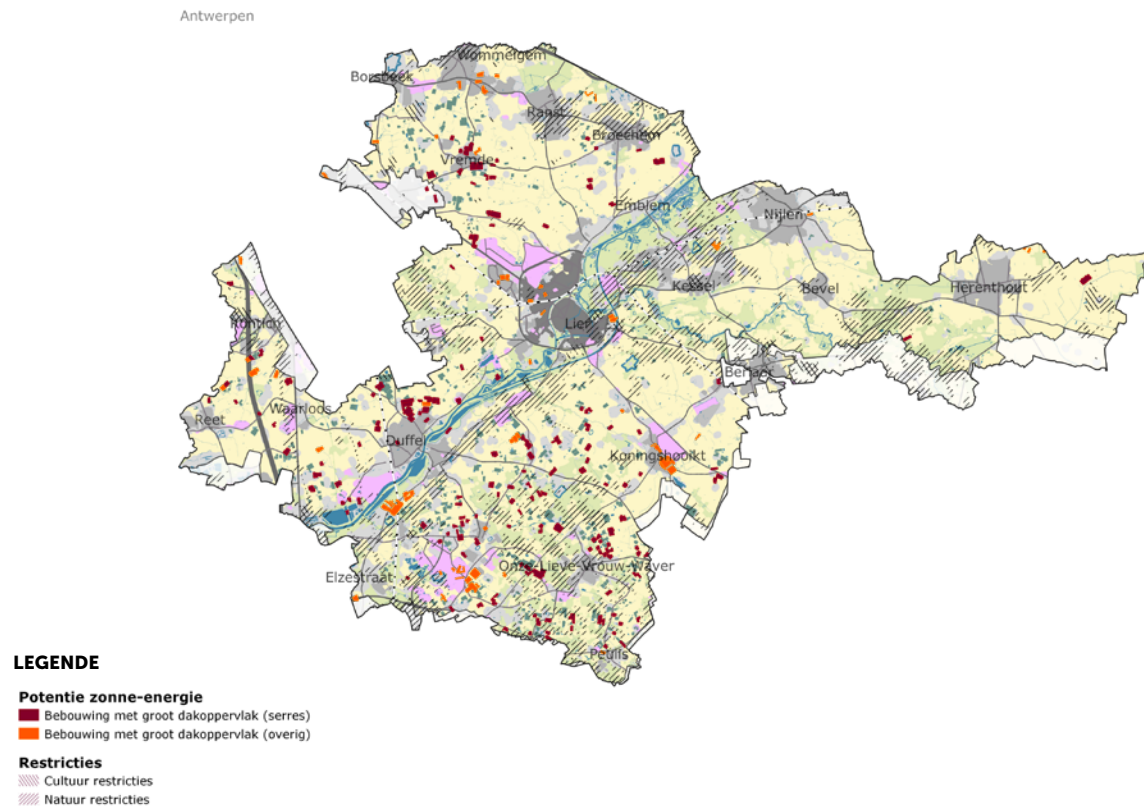 Antwerpen
Wommelgem
Borsbeek
Ranst
Broechem
Vremde
Emblem
Nijlen
Kessel
Bevel
Herenthout
Lier
Kontich
Berlaar
Waarloos
Reet
Duffel
Koningshooikt
Onze-Lieve-Vrouw-Waver
Elzestraat
Peulis
LEGENDE
Potentie zonne-energie
Bebouwing met groot dakoppervlak (serres)
Bebouwing met groot dakoppervlak (overig)
Restricties
Cultuur restricties
Natuur restricties